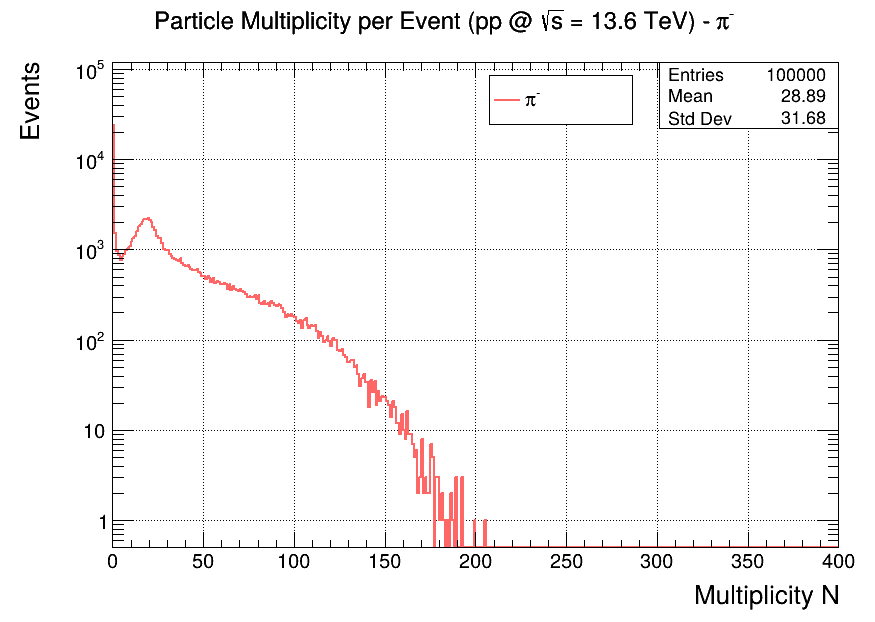 Particle Multiplicity per Event (pp @ √s = 13.6 TeV) - π⁻
Events
10⁵
10⁴
10³
10²
10
1
π⁻
Entries 100000
Mean 28.89
Std Dev 31.68
0 50 100 150 200 250 300 350 400
Multiplicity N